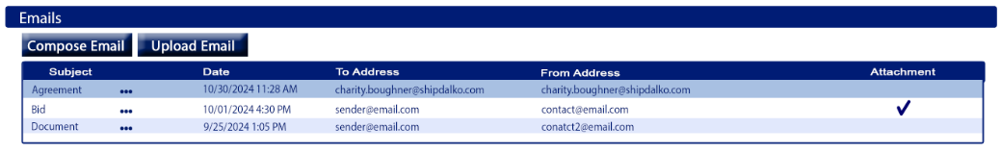 Emails
Compose Email Upload Email
Subject Date To Address From Address Attachment
Agreement ••• 10/30/2024 11:28 AM charity.boughner@shipdalko.com charity.boughner@shipdalko.com
Bid ••• 10/01/2024 4:30 PM sender@email.com contact@email.com ✓
Document ••• 9/25/2024 1:05 PM sender@email.com conatct2@email.com